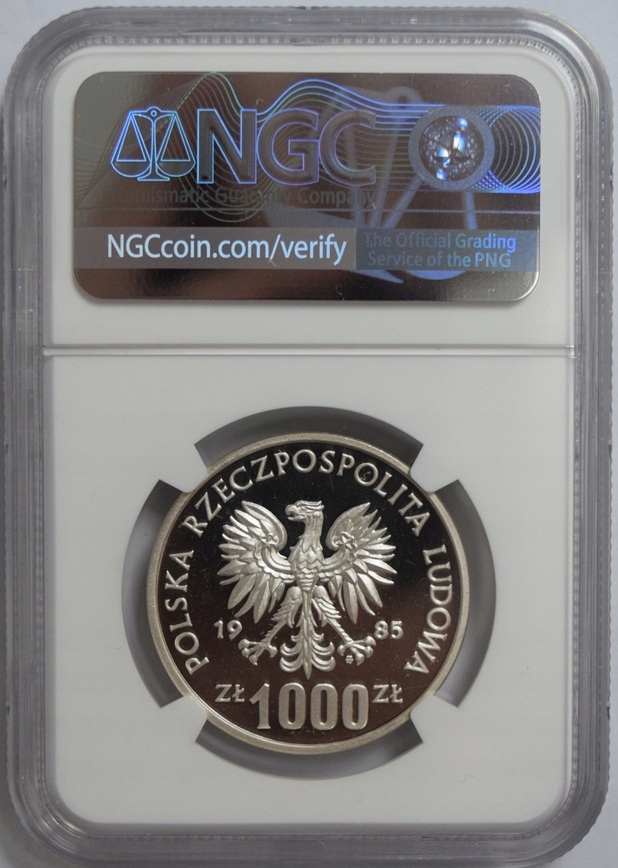 NGC
Numismatic Guaranty Company
NGCcoin.com/verify
The Official Grading
Service of the PNG
POLSKA RZECZPOSPOLITA LUDOWA
19 85
ZŁ 1000 ZŁ